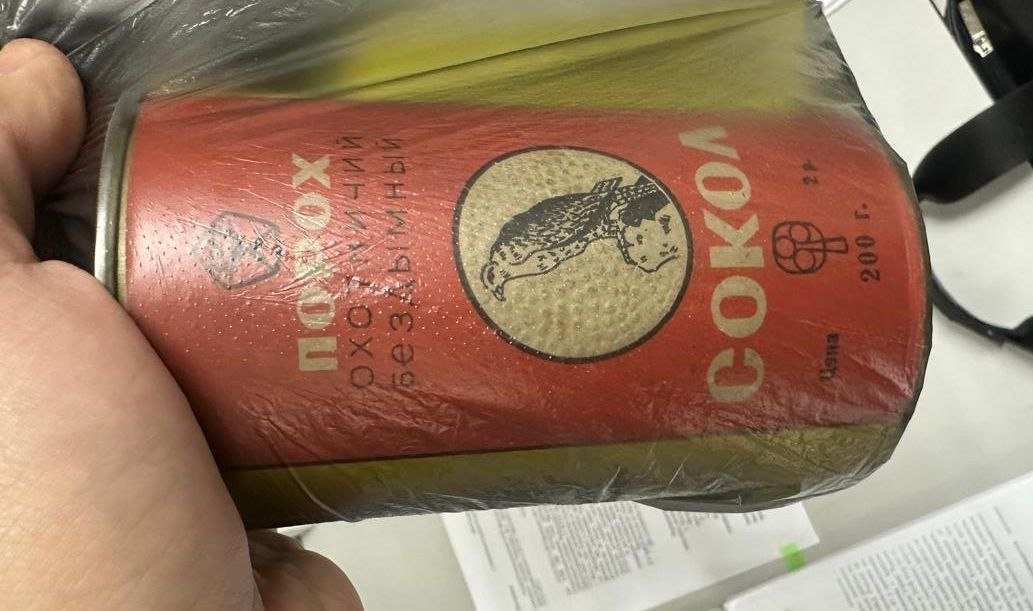 ПОРОХ
ОХОТНИЧИЙ
бездымный
СОКОЛ
200 г.
Цена